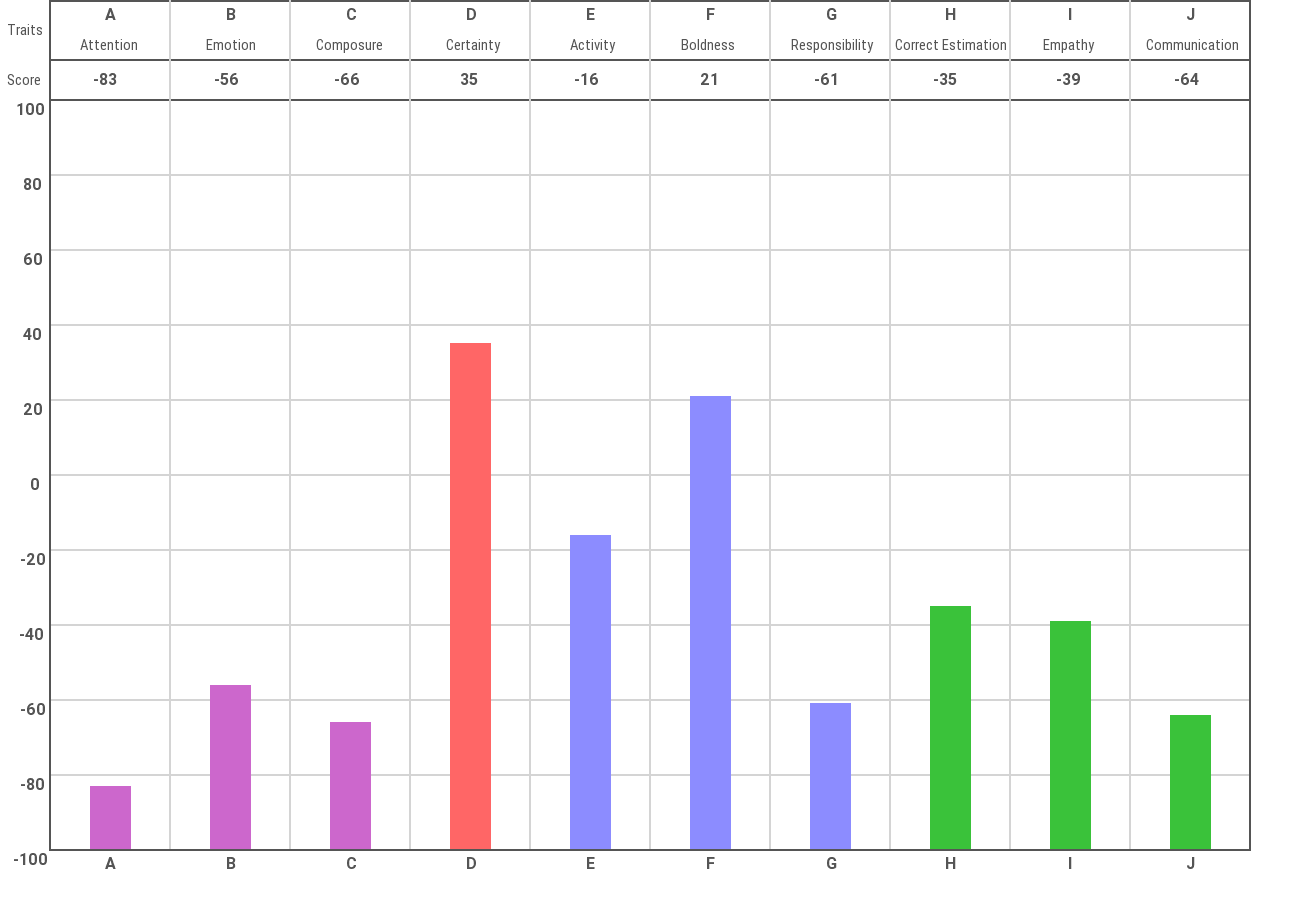 A B C D E F G H I J
Traits
Attention Emotion Composure Certainty Activity Boldness Responsibility Correct Estimation Empathy Communication
Score -83 -56 -66 35 -16 21 -61 -35 -39 -64
100
80
60
40
20
0
-20
-40
-60
-80
-100
A B C D E F G H I J